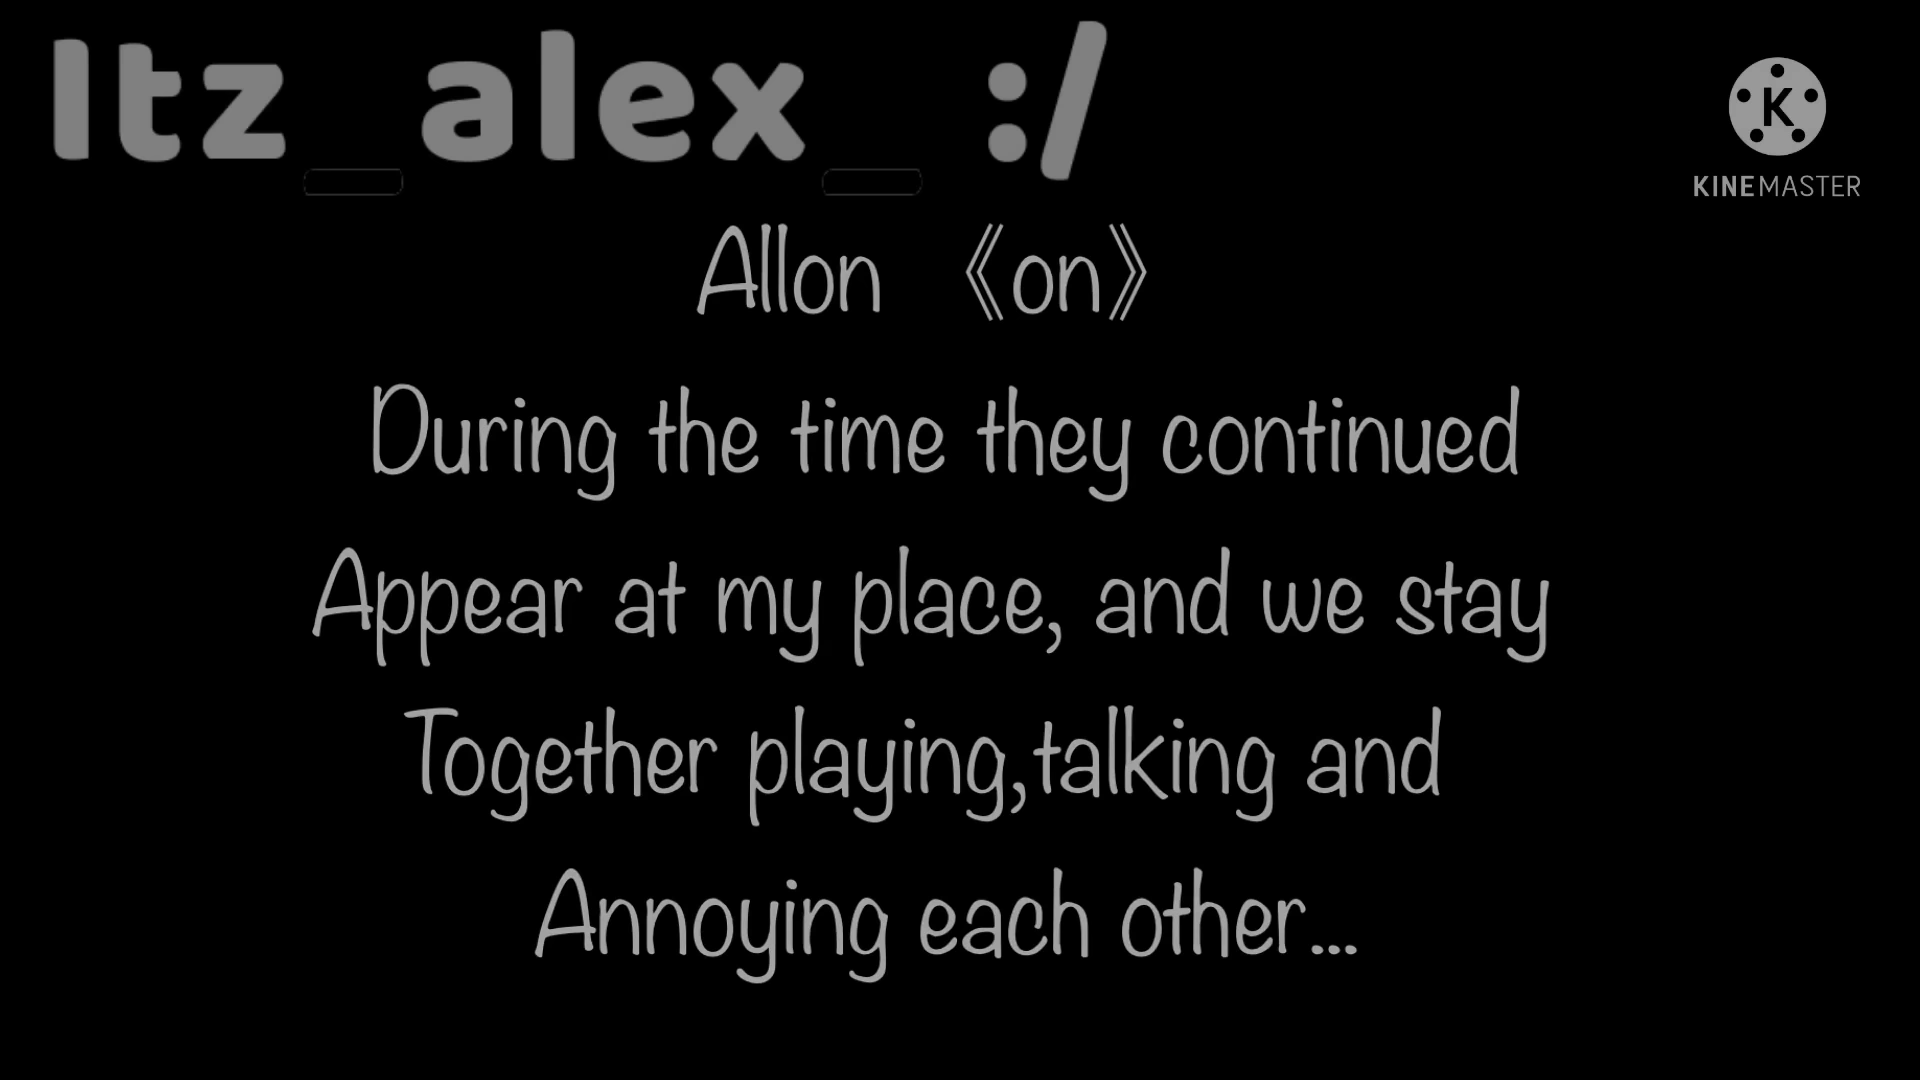 Itz_alex_ :/
K
KINEMASTER
Allon 《on》
During the time they continued
Appear at my place, and we stay
Together playing,talking and
Annoying each other...